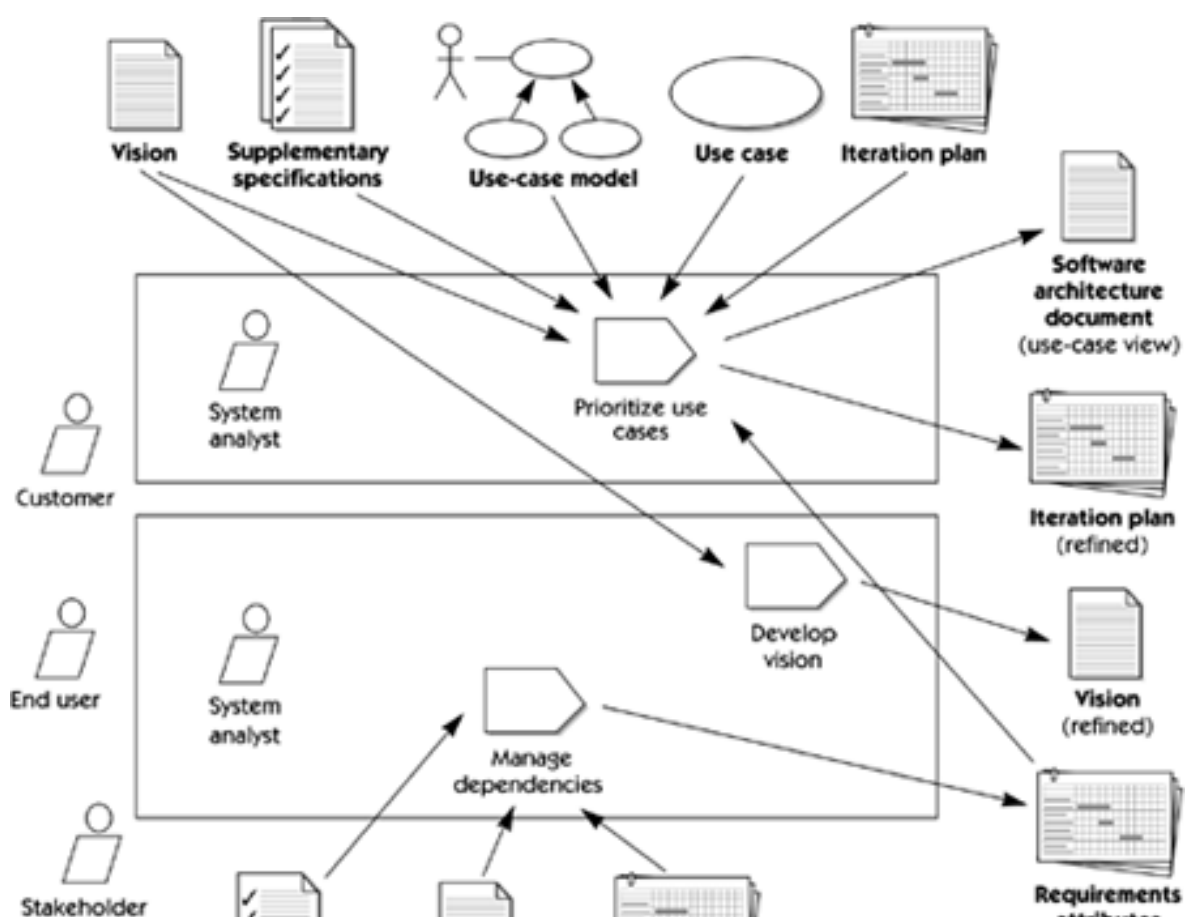 Vision
Supplementary
specifications
Use-case model
Use case
Iteration plan
Software
architecture
document
(use-case view)
System
analyst
Prioritize use
cases
Customer
Iteration plan
(refined)
Develop
vision
End user
System
analyst
Vision
(refined)
Manage
dependencies
Stakeholder
Requirements
attributes